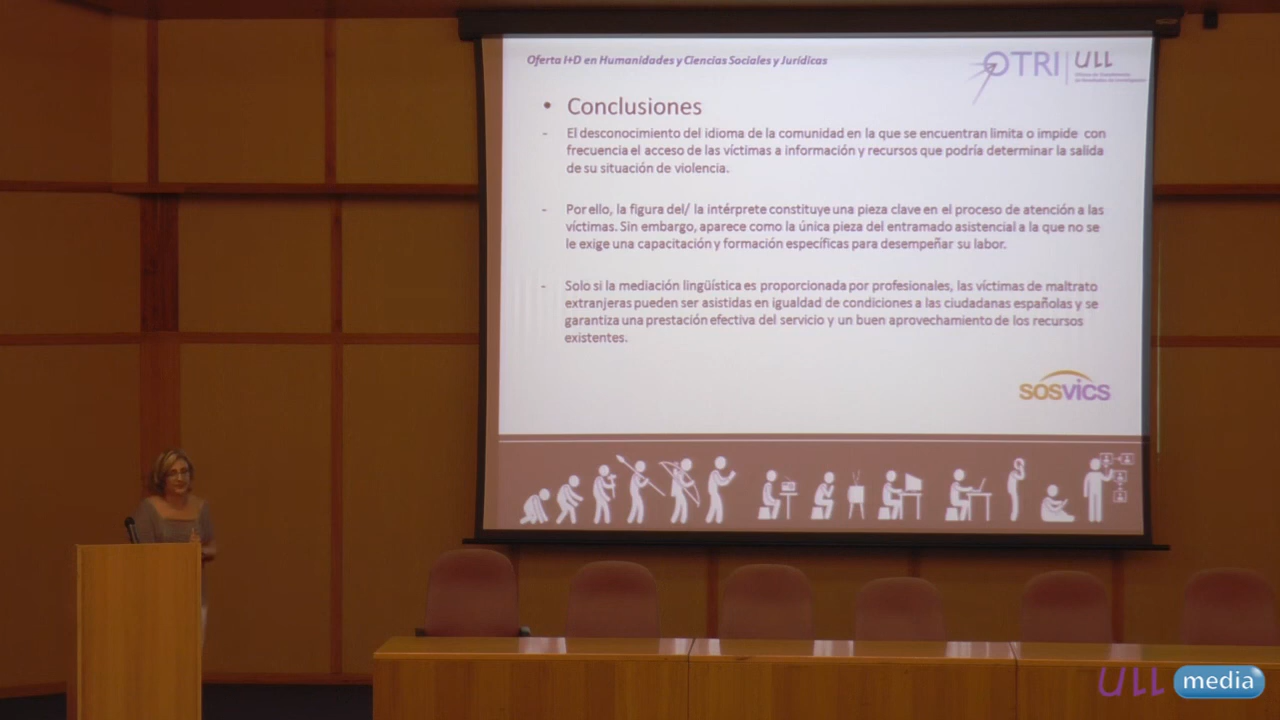 Oferta I+D en Humanidades y Ciencias Sociales y Jurídicas
OTRI ULL
• Conclusiones
- El desconocimiento del idioma de la comunidad en la que se encuentran limita o impide con
frecuencia el acceso de las víctimas a información y recursos que podría determinar la salida
de su situación de violencia.
- Por ello, la figura del/ la intérprete constituye una pieza clave en el proceso de atención a las
víctimas. Sin embargo, aparece como la única pieza del entramado asistencial a la que no se
le exige una capacitación y formación específicas para desempeñar su labor.
- Solo si la mediación lingüística es proporcionada por profesionales, las víctimas de maltrato
extranjeras pueden ser asistidas en igualdad de condiciones a las ciudadanas españolas y se
garantiza una prestación efectiva del servicio y un buen aprovechamiento de los recursos
existentes.
sosvics
ULL media